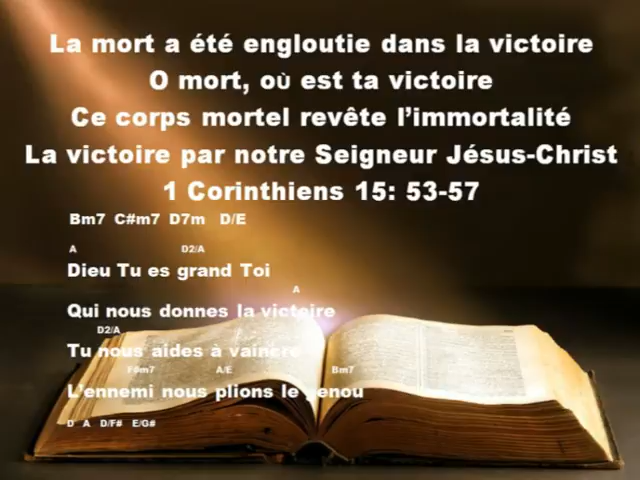 La mort a été engloutie dans la victoire
O mort, où est ta victoire
Ce corps mortel revête l'immortalité
La victoire par notre Seigneur Jésus-Christ
1 Corinthiens 15: 53-57
Bm7 C#m7 D7m D/E
A D2/A
Dieu Tu es grand Toi
A
Qui nous donnes la victoire
D2/A
Tu nous aides à vaincre
F#m7 A/E Bm7
L'ennemi nous plions le genou
D A D/F# E/G#